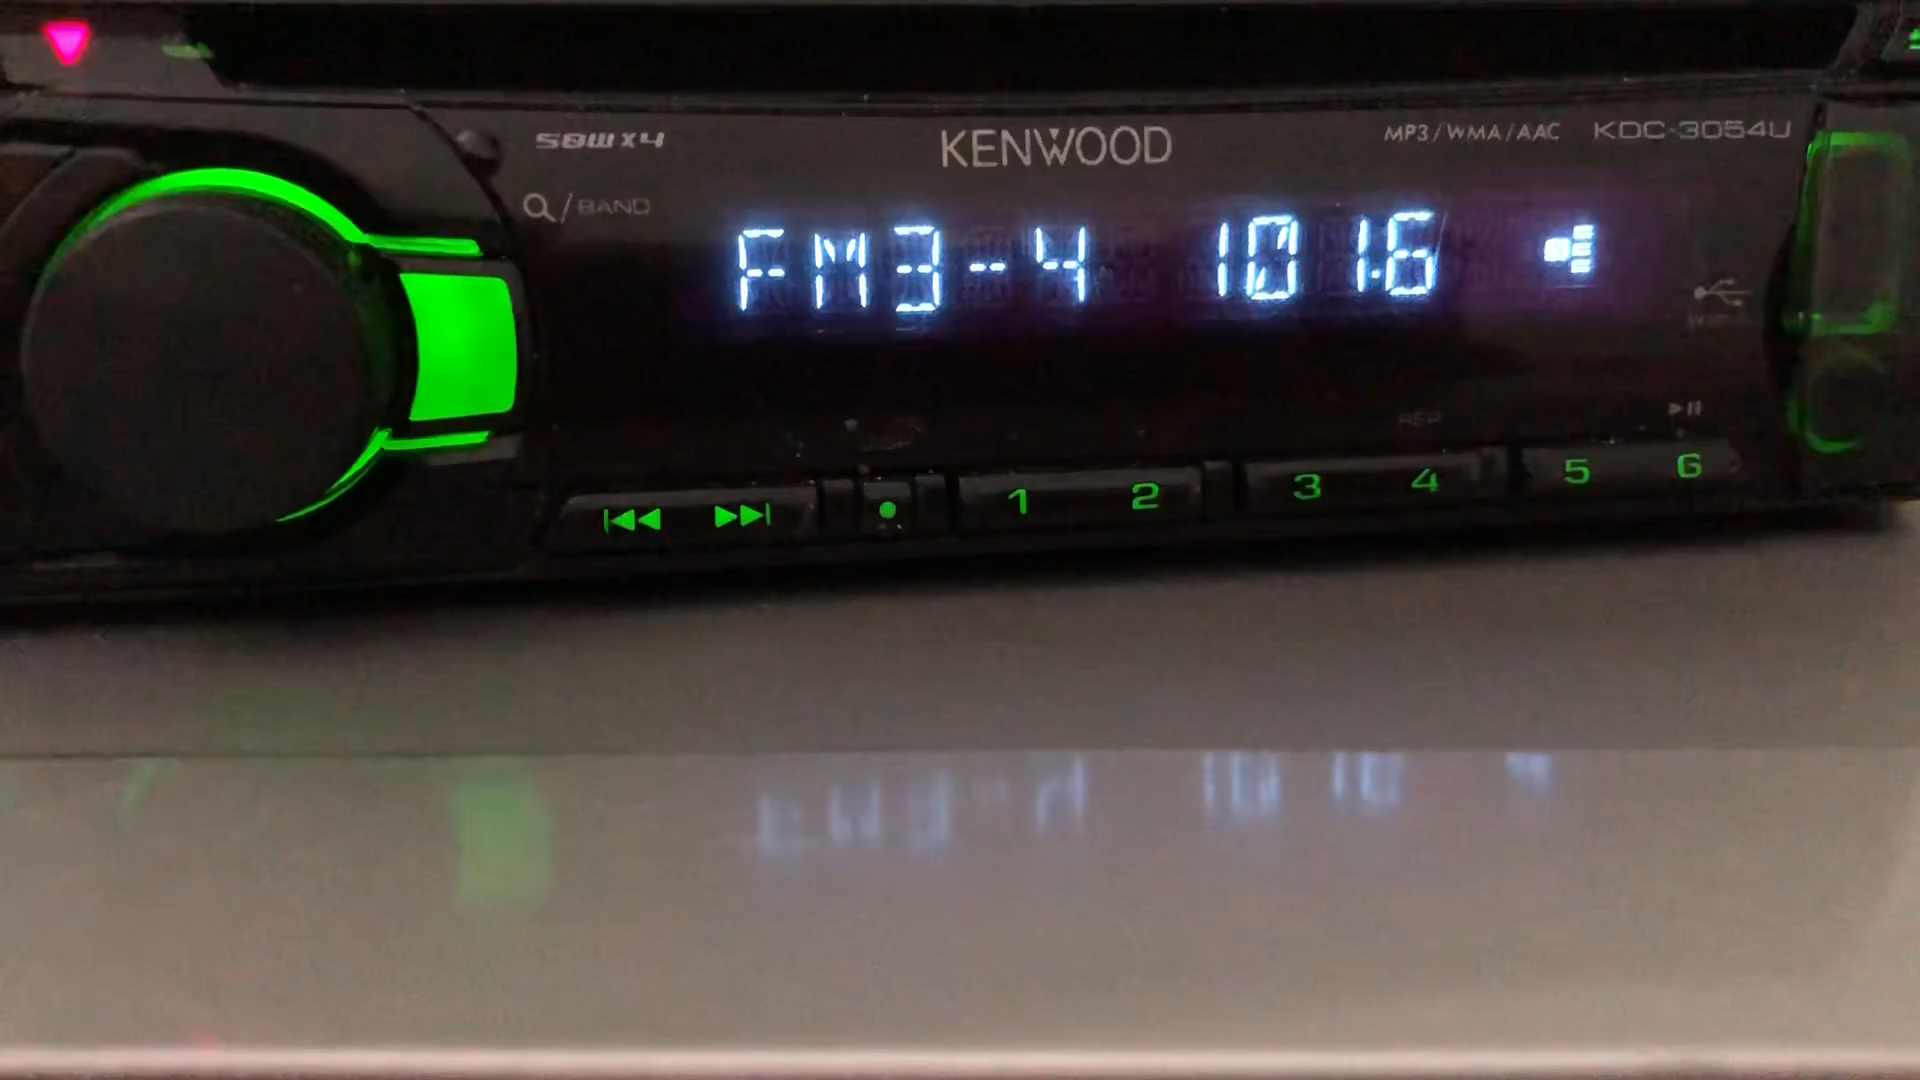 50W X4
KENWOOD
MP3/WMA/AAC KDC-3054U
/BAND
FM3-4 101.6
REP
1 2 3 4 5 6